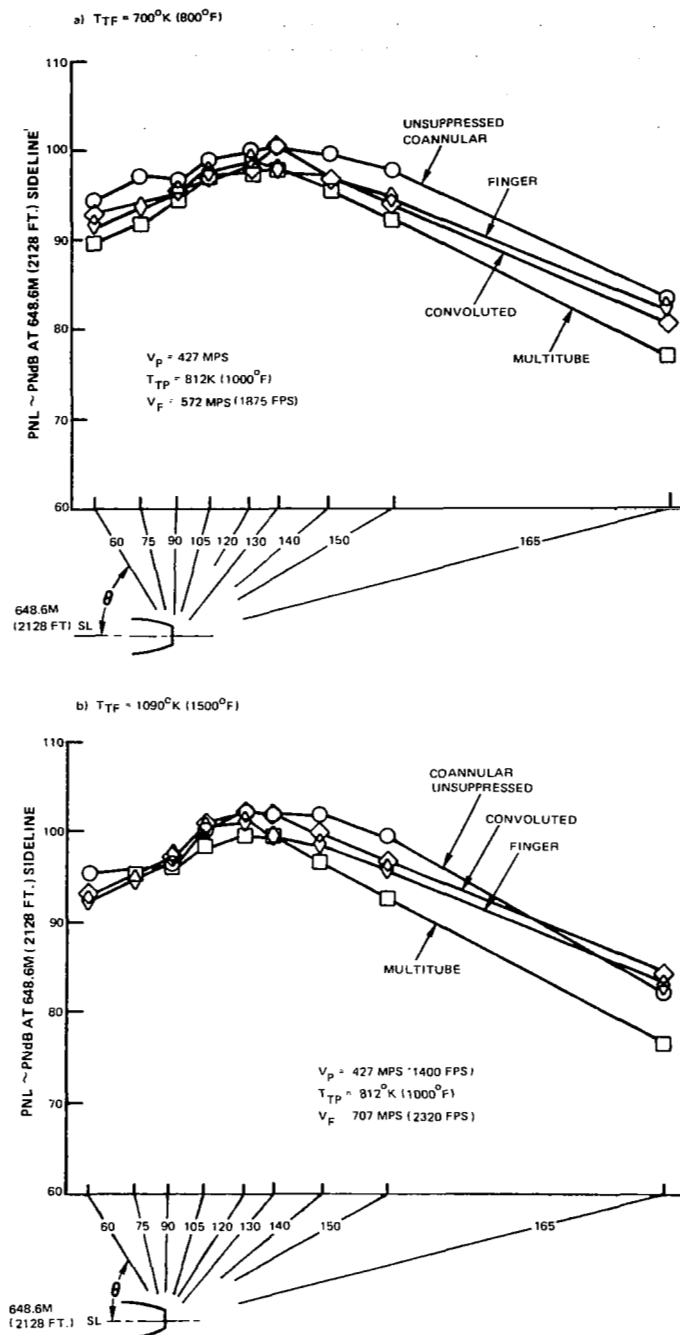 a) TTF = 700°K (800°F)
110
100
90
80
70
60
PNL ~ PNdB AT 648.6M (2128 FT.) SIDELINE
UNSUPPRESSED
COANNULAR
FINGER
CONVOLUTED
MULTITUBE
VP = 427 MPS
TTP = 812K (1000°F)
VF = 572 MPS (1875 FPS)
60 75 90 105 120 130 140 150 165
θ
648.6M
(2128 FT) SL
b) TTF = 1090°K (1500°F)
110
100
90
80
70
60
PNL ~ PNdB AT 648.6M (2128 FT.) SIDELINE
COANNULAR
UNSUPPRESSED
CONVOLUTED
FINGER
MULTITUBE
VP = 427 MPS (1400 FPS)
TTP = 812°K (1000°F)
VF 707 MPS (2320 FPS)
60 75 90 105 120 130 140 150 165
θ
648.6M
(2128 FT.) SL